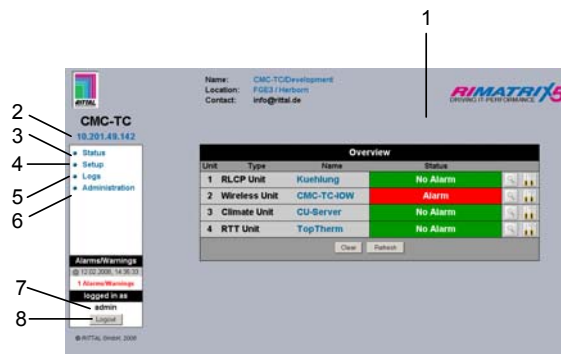 1
Name: CMC-TC/Development
Location: FGE3 / Herborn
Contact: info@rittal.de
RITTAL
RIMATRIX5
DRIVING IT-PERFORMANCE
CMC-TC
2
10.201.49.142
3
Status
4
Setup
5
Logs
6
Administration
Overview
Unit Type Name Status
1 RLCP Unit Kuehlung No Alarm
2 Wireless Unit CMC-TC-IOW Alarm
3 Climate Unit CU-Server No Alarm
4 RTT Unit TopTherm No Alarm
Clear Refresh
Alarms/Warnings
12.02.2008, 14:35:33
1 Alarms/Warnings
logged in as
7
admin
8
Logout
© RITTAL GmbH, 2008